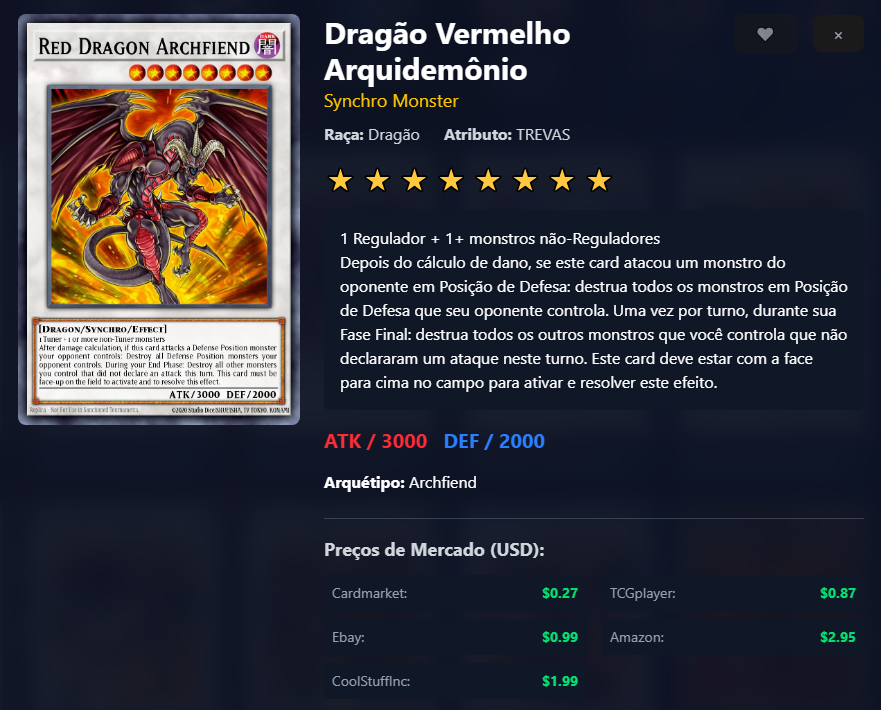 RED DRAGON ARCHFIEND
DARK
闇
[DRAGON/SYNCHRO/EFFECT]
1 Tuner + 1 or more non-Tuner monsters
After damage calculation, if this card attacks a Defense Position monster
your opponent controls: Destroy all Defense Position monsters your
opponent controls. During your End Phase: Destroy all other monsters
you control that did not declare an attack this turn. This card must be
face-up on the field to activate and to resolve this effect.
ATK/3000 DEF/2000
Replica - Not For Use in Sanctioned Tournaments.
©2020 Studio Dice/SHUEISHA, TV TOKYO, KONAMI
Dragão Vermelho
Arquidemônio
×
Synchro Monster
Raça: Dragão Atributo: TREVAS
1 Regulador + 1+ monstros não-Reguladores
Depois do cálculo de dano, se este card atacou um monstro do
oponente em Posição de Defesa: destrua todos os monstros em Posição
de Defesa que seu oponente controla. Uma vez por turno, durante sua
Fase Final: destrua todos os outros monstros que você controla que não
declararam um ataque neste turno. Este card deve estar com a face
para cima no campo para ativar e resolver este efeito.
ATK / 3000 DEF / 2000
Arquétipo: Archfiend
Preços de Mercado (USD):
Cardmarket: $0.27 TCGplayer: $0.87
Ebay: $0.99 Amazon: $2.95
CoolStuffInc: $1.99